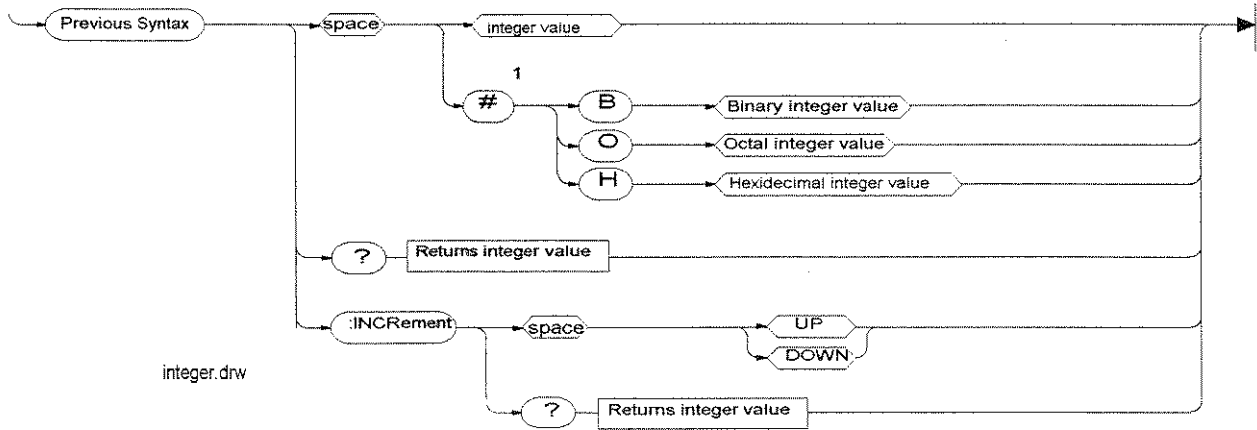 Previous Syntax
space
integer value
1
#
B
Binary integer value
O
Octal integer value
H
Hexidecimal integer value
?
Returns integer value
:INCRement
space
UP
DOWN
integer.drw
?
Returns integer value